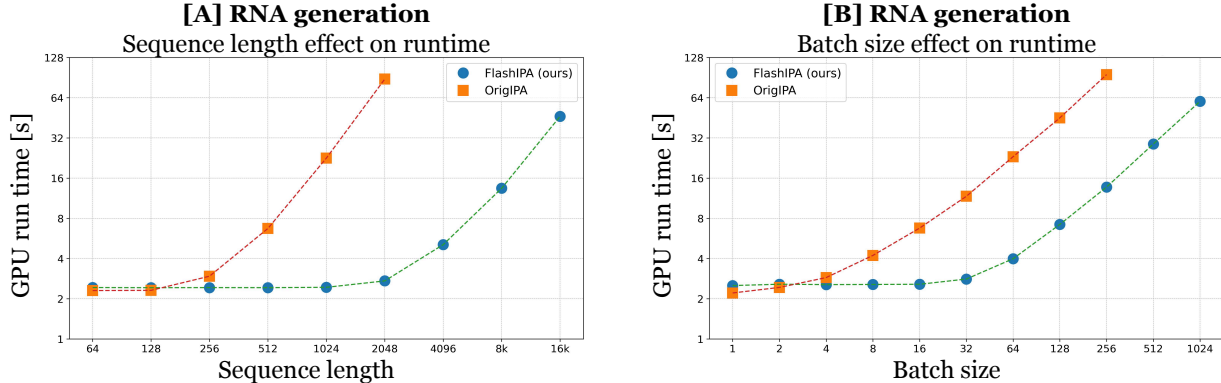 [A] RNA generation
Sequence length effect on runtime
128
64
32
16
8
4
2
1
GPU run time [s]
FlashIPA (ours)
OrigIPA
64 128 256 512 1024 2048 4096 8k 16k
Sequence length
[B] RNA generation
Batch size effect on runtime
128
64
32
16
8
4
2
1
GPU run time [s]
FlashIPA (ours)
OrigIPA
1 2 4 8 16 32 64 128 256 512 1024
Batch size